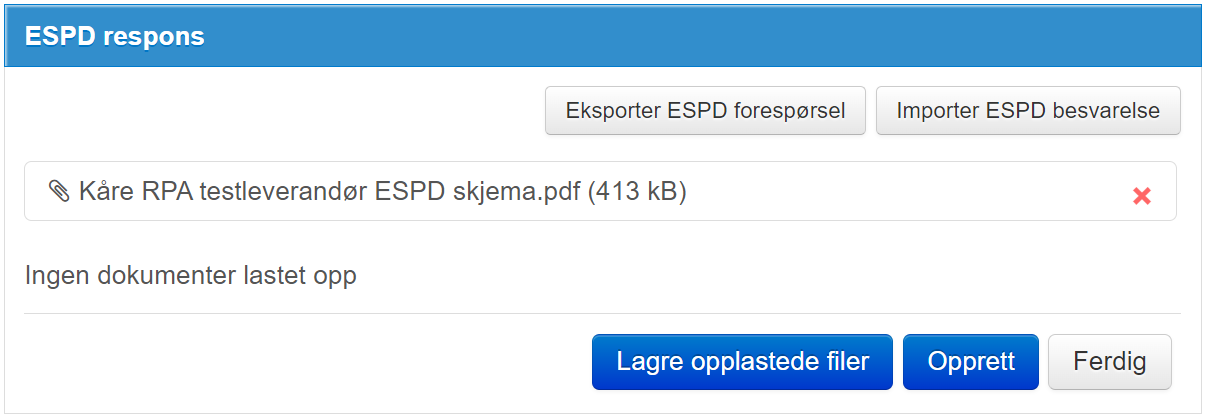 ESPD respons
Eksporter ESPD forespørsel
Importer ESPD besvarelse
Kåre RPA testleverandør ESPD skjema.pdf (413 kB)
Ingen dokumenter lastet opp
Lagre opplastede filer
Opprett
Ferdig